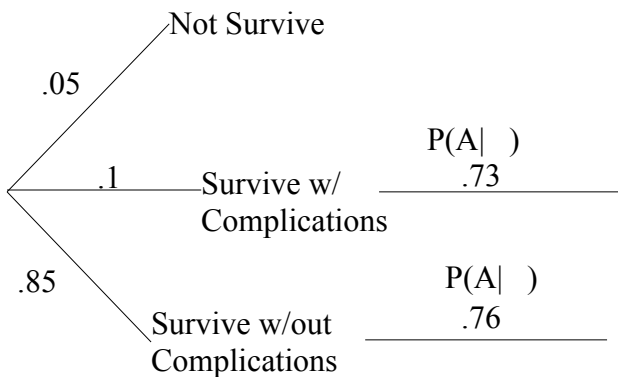 Not Survive
.05
P(A|   )
.1
Survive w/
.73
Complications
.85
P(A|   )
Survive w/out
.76
Complications